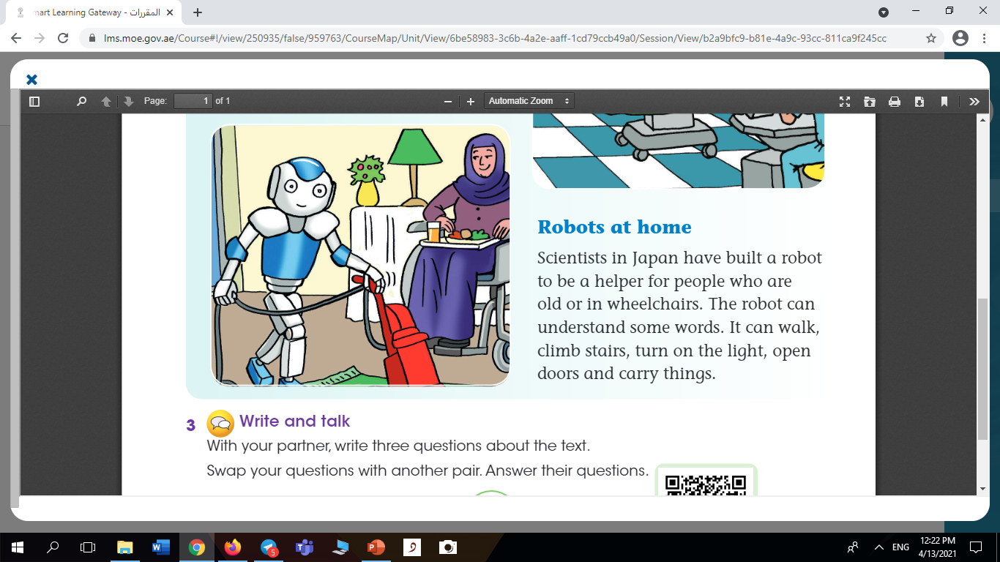 mart Learning Gateway - المقررات
lms.moe.gov.ae/Course#!/view/250935/false/959763/CourseMap/Unit/View/6be58983-3c6b-4a2e-aaff-1cd79ccb49a0/Session/View/b2a9bfc9-b81e-4a9c-93cc-811ca9f245cc
Page: 1 of 1
Automatic Zoom
Robots at home
Scientists in Japan have built a robot
to be a helper for people who are
old or in wheelchairs. The robot can
understand some words. It can walk,
climb stairs, turn on the light, open
doors and carry things.
3 Write and talk
With your partner, write three questions about the text.
Swap your questions with another pair. Answer their questions.
5
ENG
12:22 PM
4/13/2021